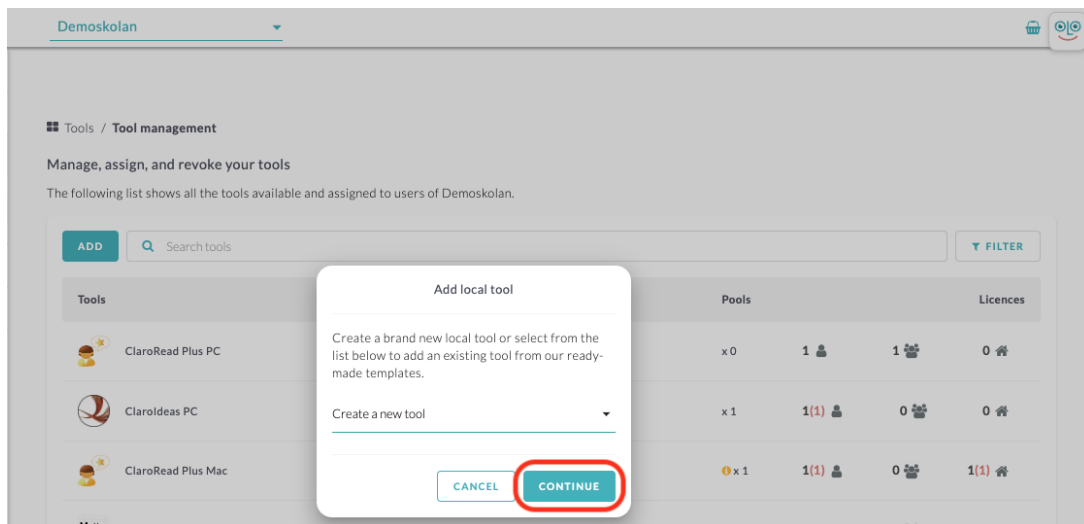 Demoskolan
Tools / Tool management
Manage, assign, and revoke your tools
The following list shows all the tools available and assigned to users of Demoskolan.
ADD
Search tools
FILTER
Tools
Pools
Licences
ClaroRead Plus PC
x 0
1
1
0
ClaroIdeas PC
x 1
1(1)
0
0
ClaroRead Plus Mac
x 1
1(1)
0
1(1)
Add local tool
Create a brand new local tool or select from the
list below to add an existing tool from our ready-
made templates.
Create a new tool
CANCEL
CONTINUE